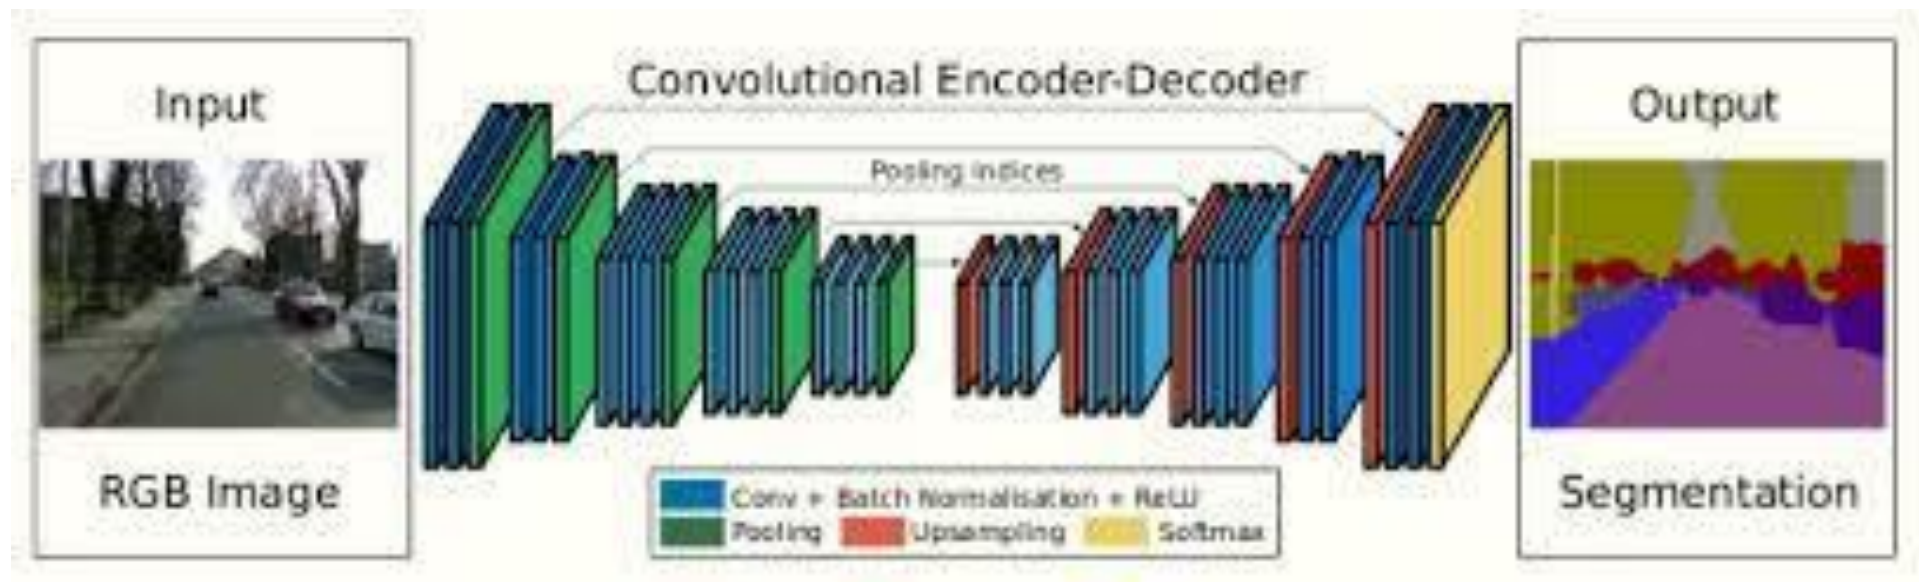 Input
RGB Image
Convolutional Encoder-Decoder
Pooling Indices
Conv + Batch Normalisation + ReLU
Pooling Upsampling Softmax
Output
Segmentation